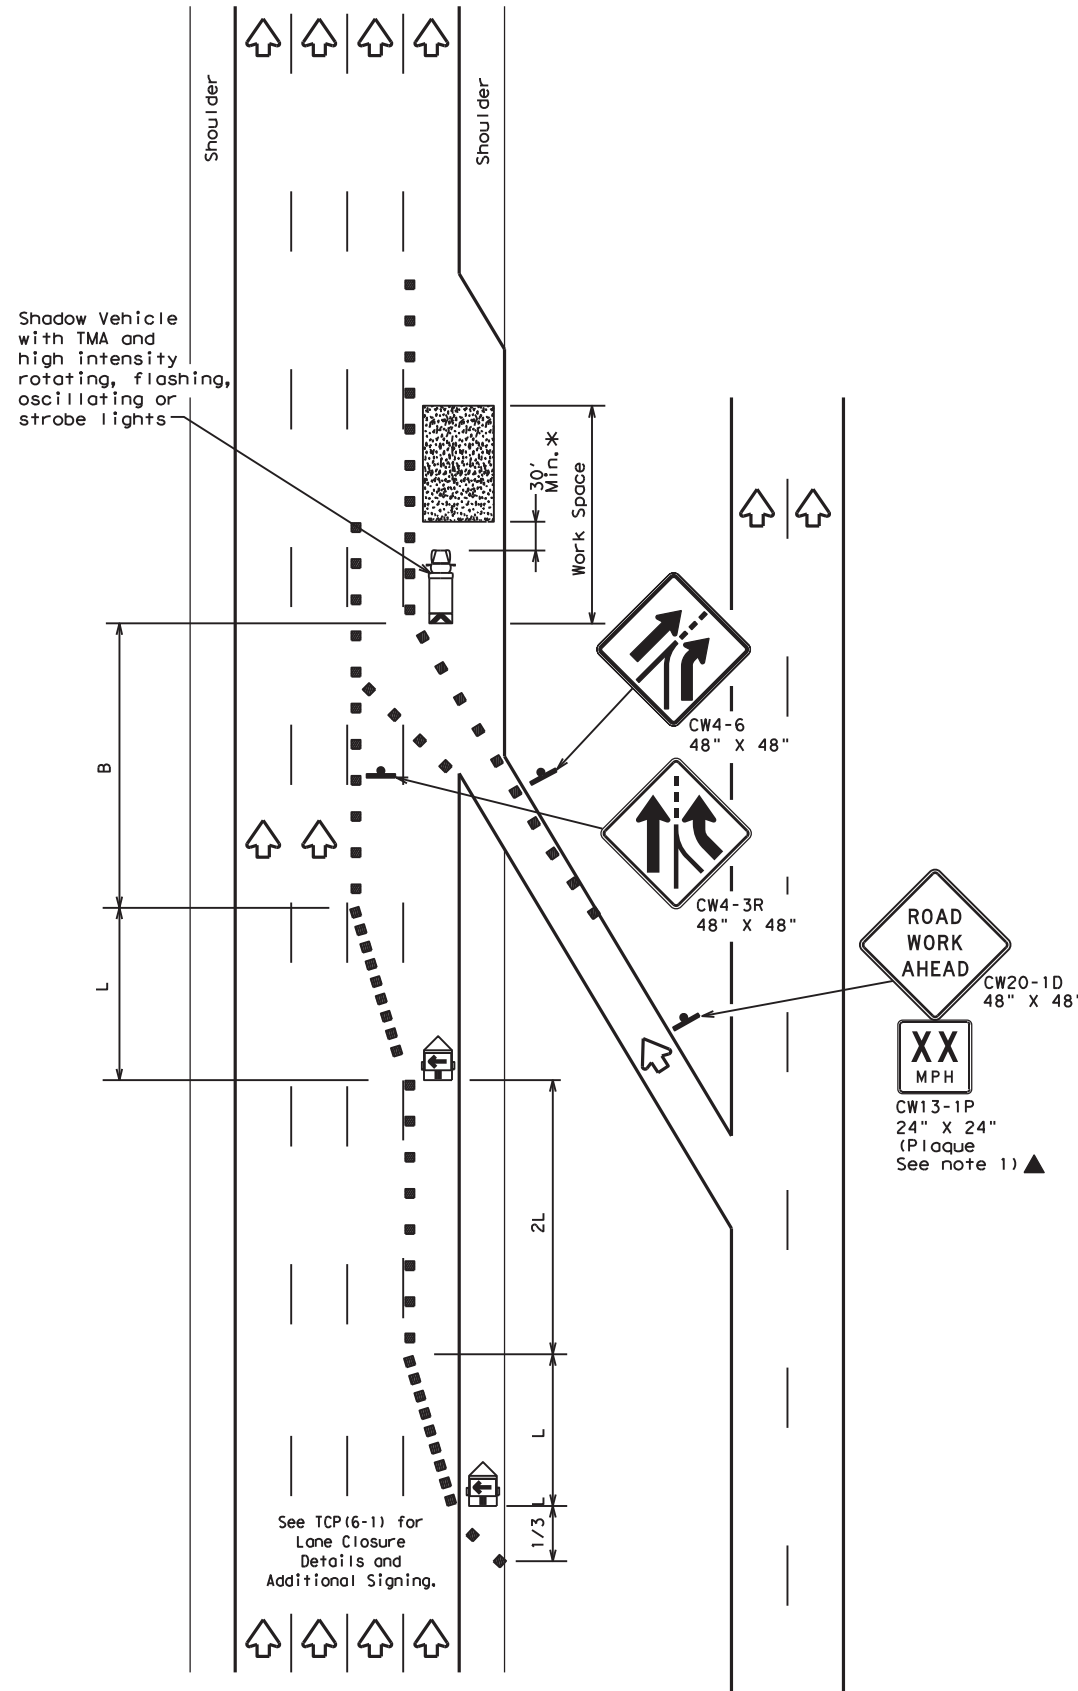 Shoulder
Shoulder
Shadow Vehicle
with TMA and
high intensity
rotating, flashing,
oscillating or
strobe lights
30'
Min.*
Work Space
CW4-6
48" X 48"
B
CW4-3R
48" X 48"
ROAD
WORK
AHEAD
CW20-1D
48" X 48"
XX
MPH
CW13-1P
24" X 24"
(Plaque
See note 1)▲
L
2L
L
1/3 L
See TCP(6-1) for
Lane Closure
Details and
Additional Signing.